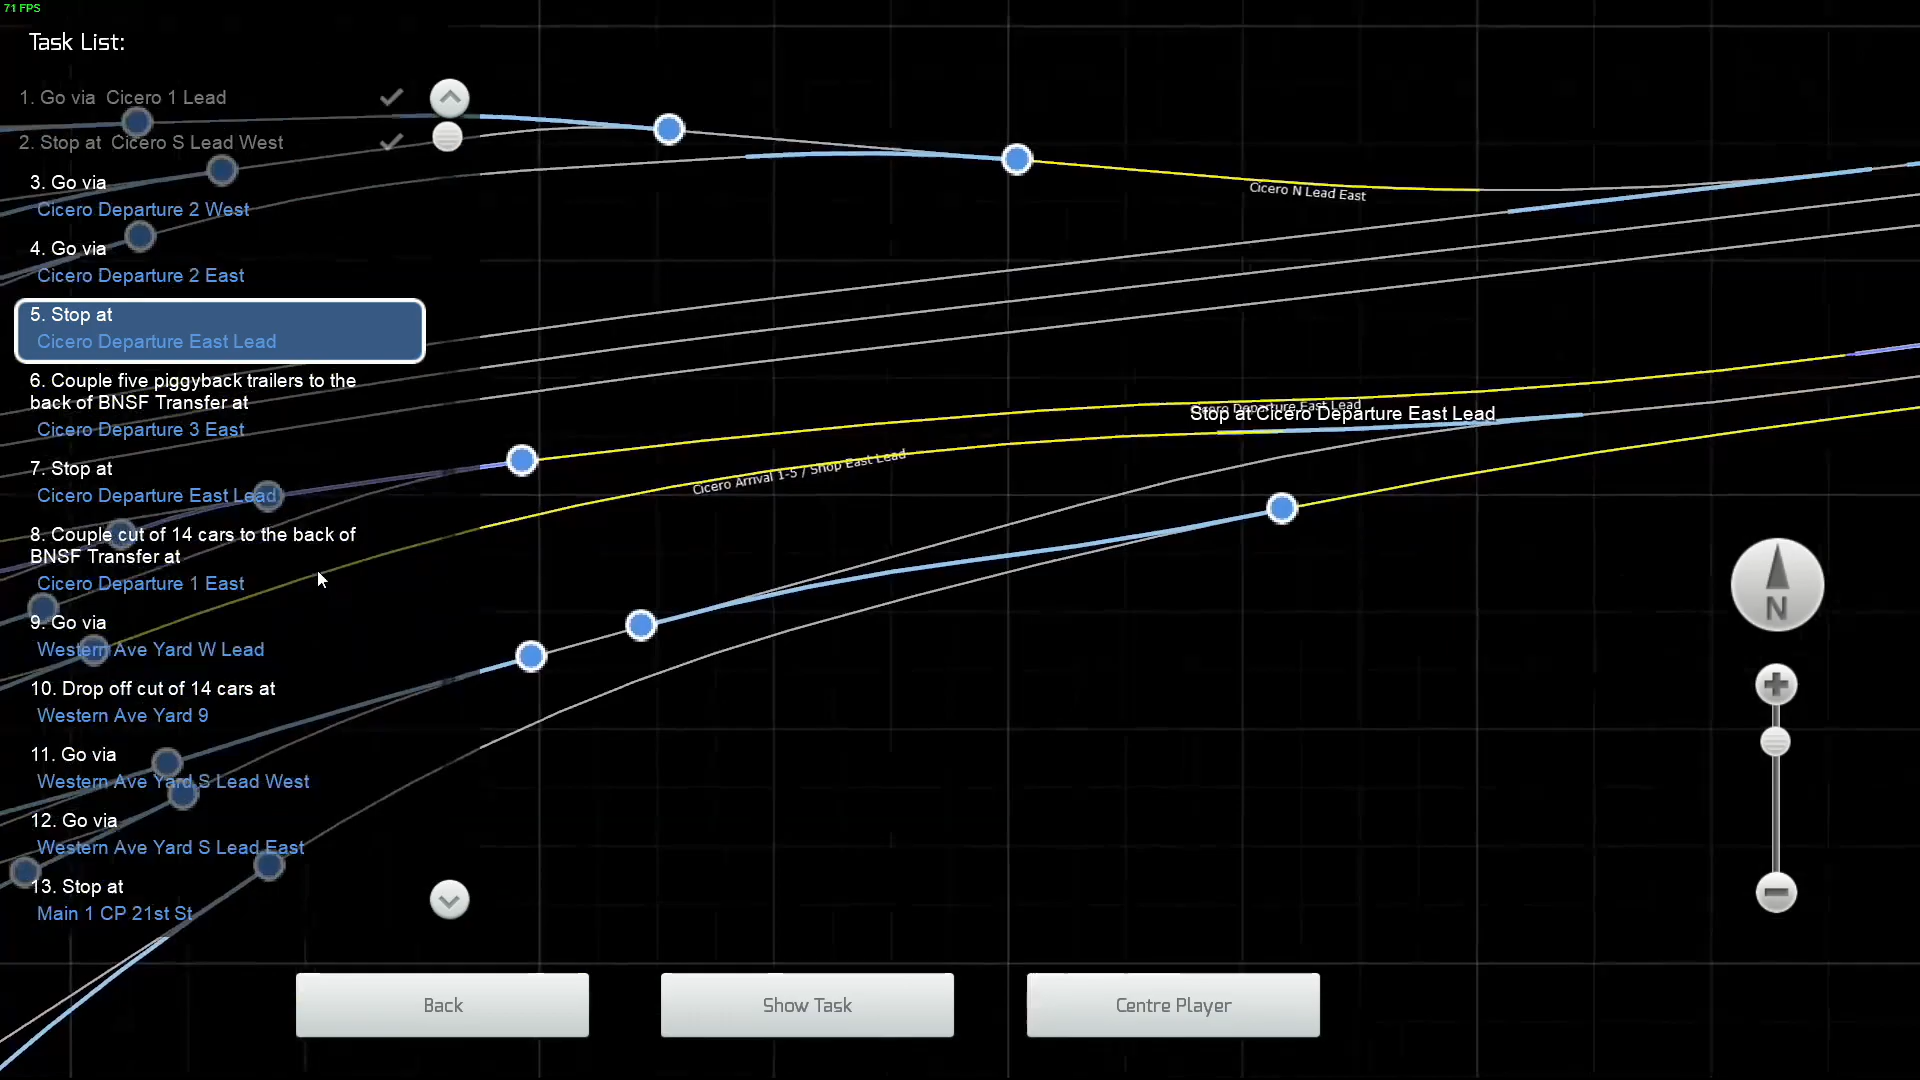 71 FPS
Task List:
1. Go via Cicero 1 Lead
2. Stop at Cicero S Lead West
3. Go via
Cicero Departure 2 West
4. Go via
Cicero Departure 2 East
5. Stop at
Cicero Departure East Lead
6. Couple five piggyback trailers to the
back of BNSF Transfer at
Cicero Departure 3 East
7. Stop at
Cicero Departure East Lead
8. Couple cut of 14 cars to the back of
BNSF Transfer at
Cicero Departure 1 East
9. Go via
Western Ave Yard W Lead
10. Drop off cut of 14 cars at
Western Ave Yard 9
11. Go via
Western Ave Yard S Lead West
12. Go via
Western Ave Yard S Lead East
13. Stop at
Main 1 CP 21st St
Cicero N Lead East
Cicero Departure East Lead
Stop at Cicero Departure East Lead
Cicero Arrival 1-5 / Shop East Lead
N
Back
Show Task
Centre Player